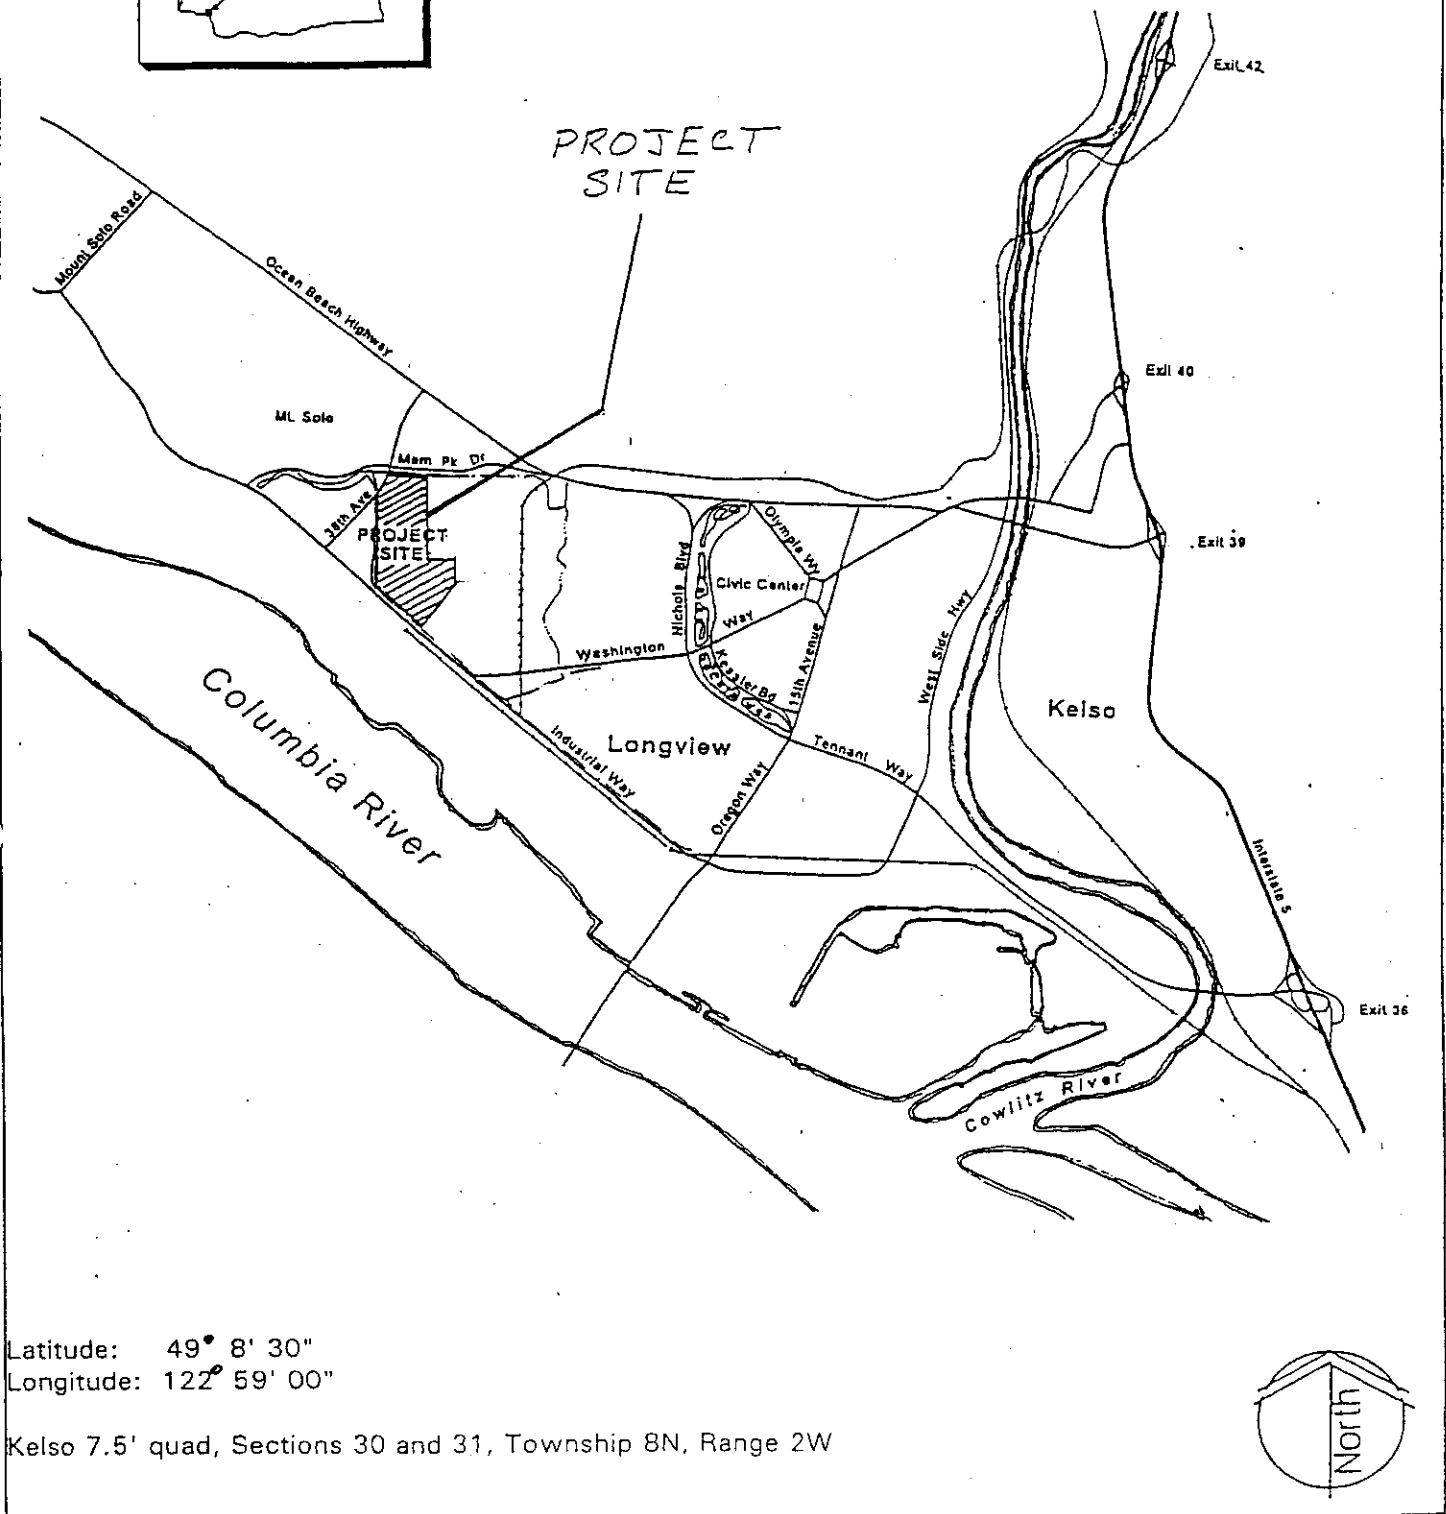 Exit 42
PROJECT
SITE
Mount Solo Road
Ocean Beach Highway
Exit 40
Mt. Solo
Mem Pk Dr
38th Ave
PROJECT
SITE
Olympia Wy
Exit 39
Nichols Blvd
Civic Center
Way
Washington
Kessler Bd
15th Avenue
West Side Hwy
Columbia River
Kelso
Longview
Industrial Way
Tennant Way
Oregon Way
Interstate 5
Exit 36
Cowlitz River
Latitude: 49° 8' 30"
Longitude: 122° 59' 00"
Kelso 7.5' quad, Sections 30 and 31, Township 8N, Range 2W
North